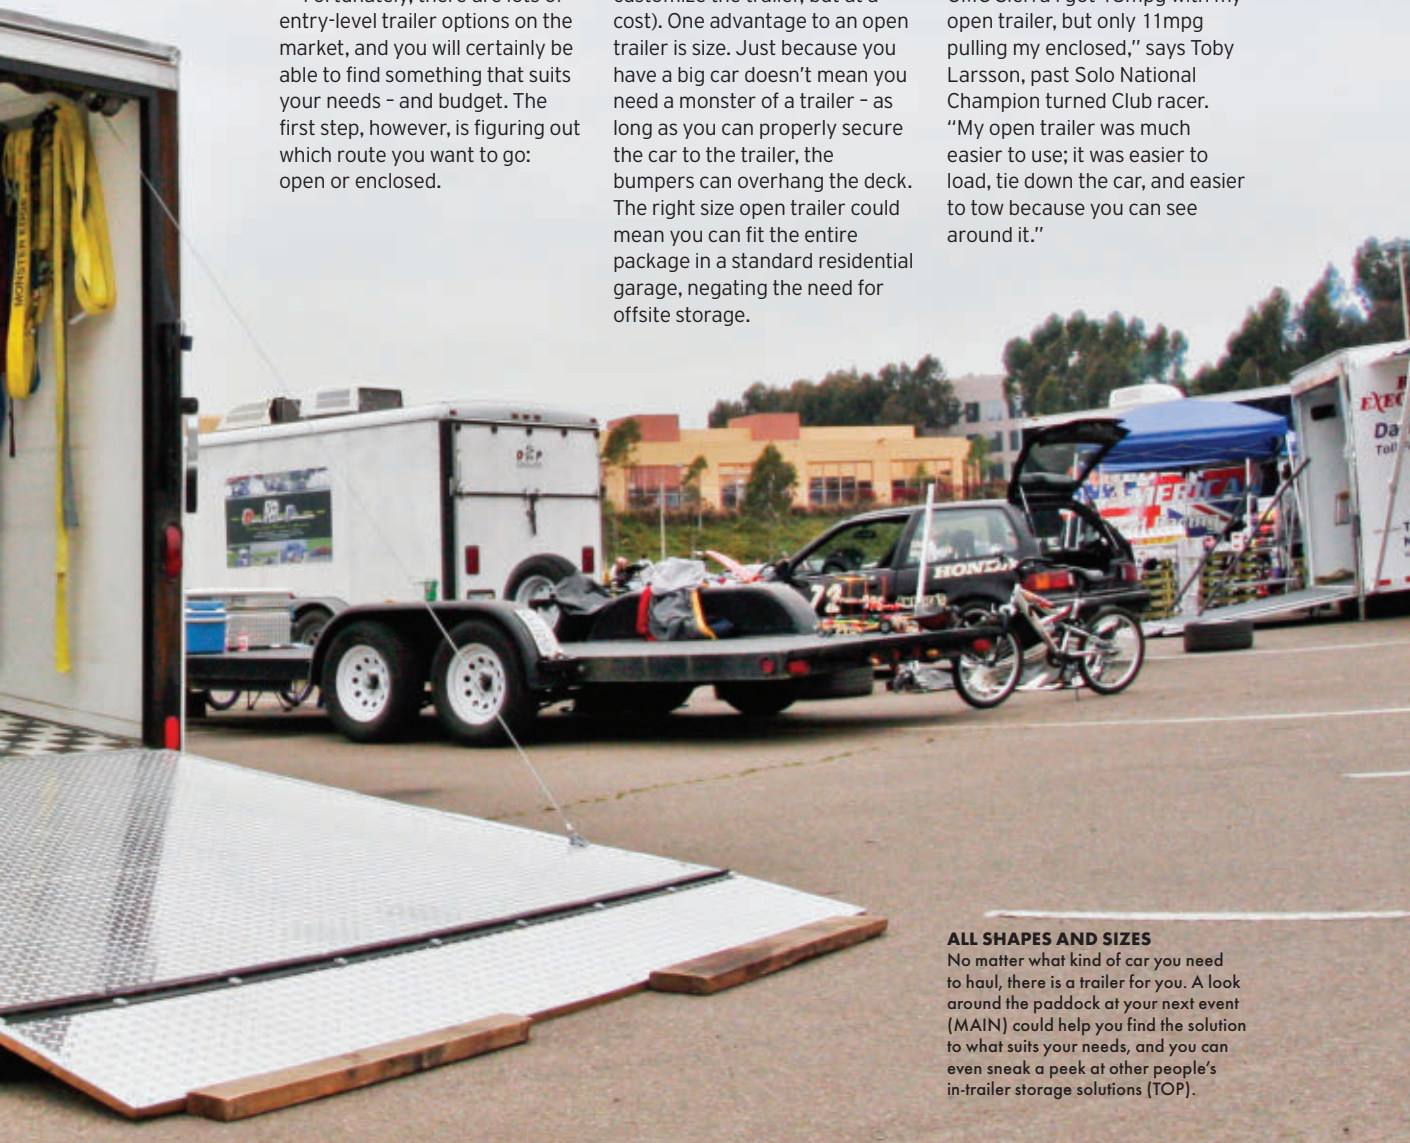 entry-level trailer options on the
market, and you will certainly be
able to find something that suits
your needs – and budget. The
first step, however, is figuring out
which route you want to go:
open or enclosed.
customize the trailer, but at a
cost). One advantage to an open
trailer is size. Just because you
have a big car doesn’t mean you
need a monster of a trailer – as
long as you can properly secure
the car to the trailer, the
bumpers can overhang the deck.
The right size open trailer could
mean you can fit the entire
package in a standard residential
garage, negating the need for
offsite storage.
open trailer, but only 11mpg
pulling my enclosed,” says Toby
Larsson, past Solo National
Champion turned Club racer.
“My open trailer was much
easier to use; it was easier to
load, tie down the car, and easier
to tow because you can see
around it.”
MONSTER EDGE
HONDA
72
ALL SHAPES AND SIZES
No matter what kind of car you need
to haul, there is a trailer for you. A look
around the paddock at your next event
(MAIN) could help you find the solution
to what suits your needs, and you can
even sneak a peek at other people’s
in-trailer storage solutions (TOP).